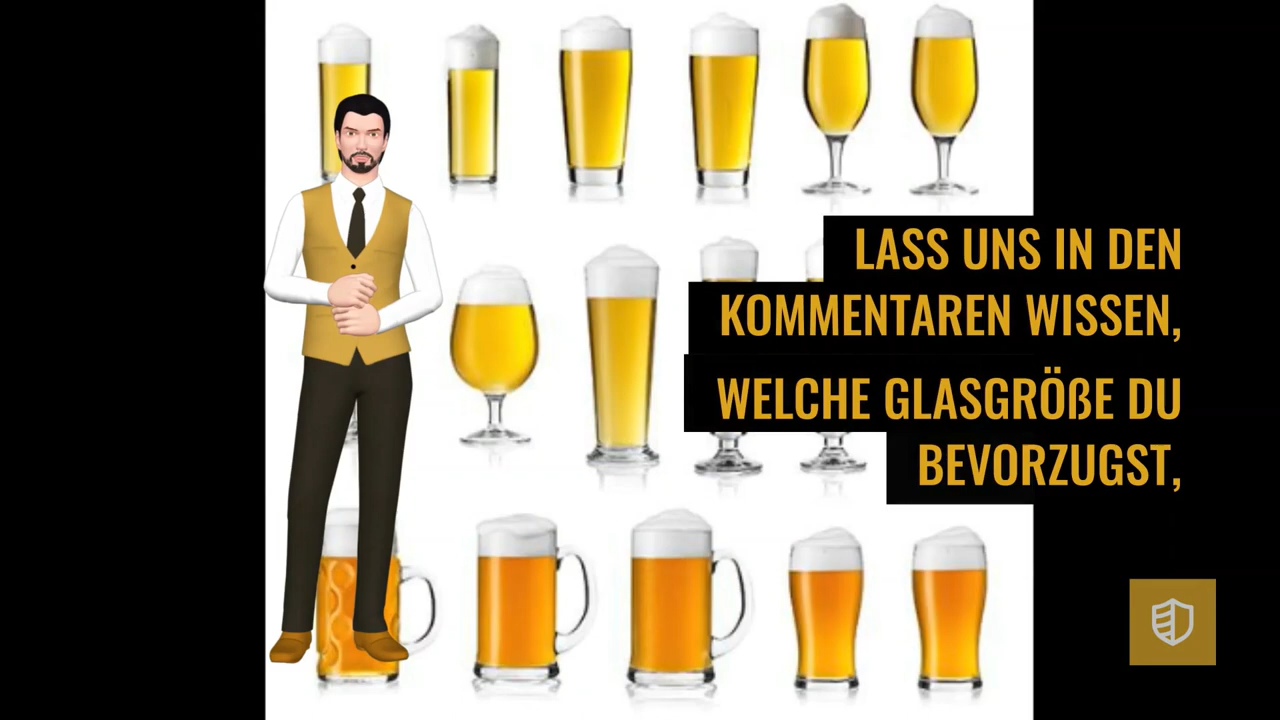 LASS UNS IN DEN
KOMMENTAREN WISSEN,
WELCHE GLASGRÖßE DU
BEVORZUGST,